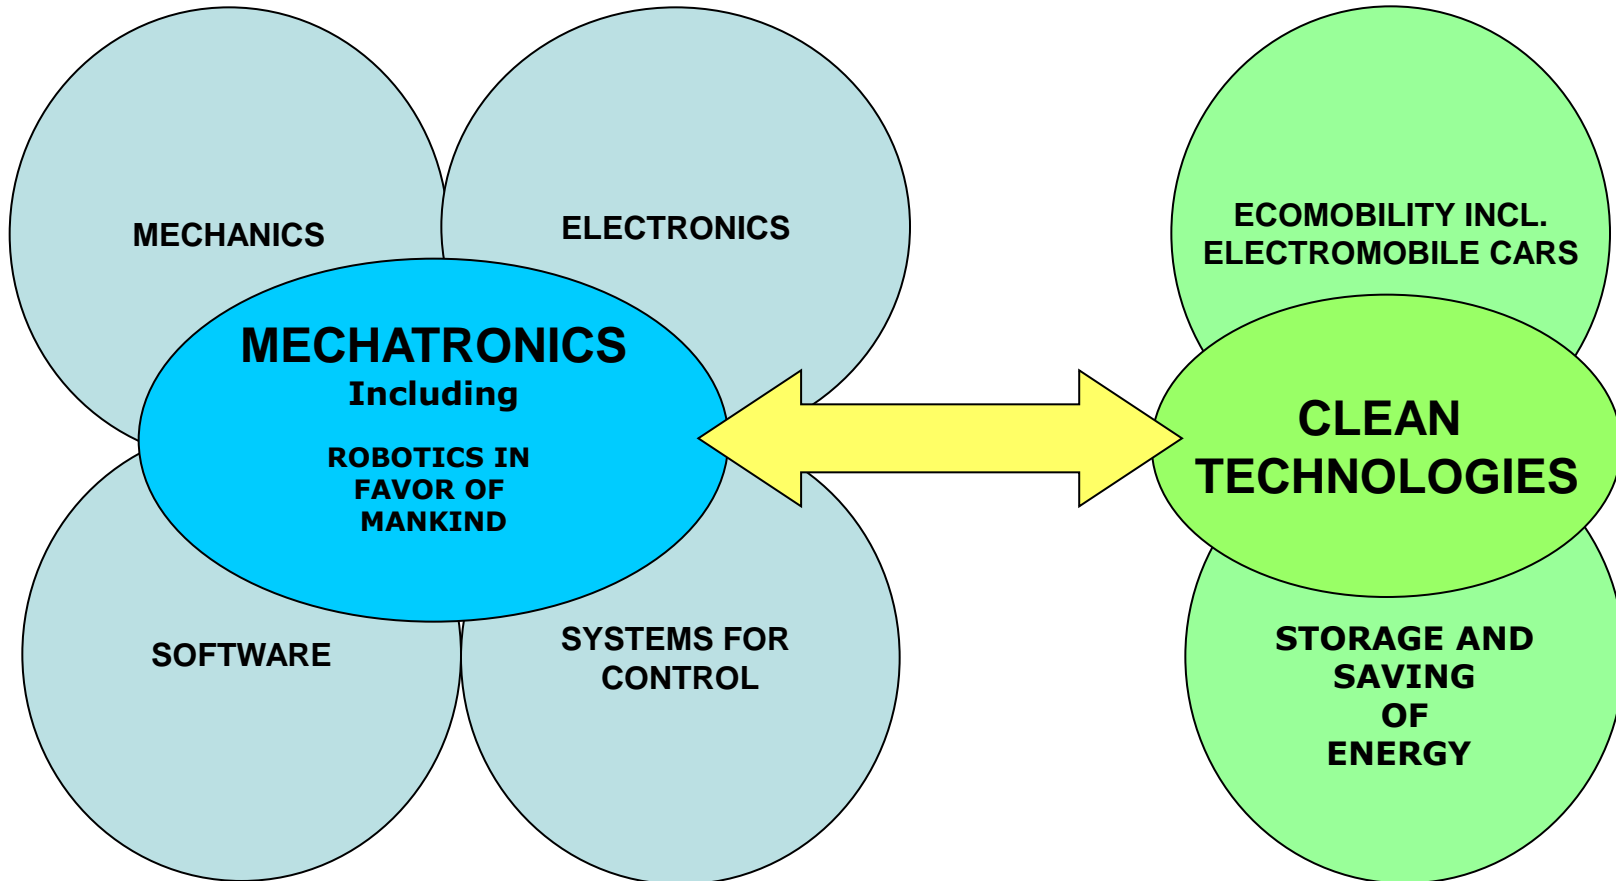 MECHANICS
ELECTRONICS
MECHATRONICS
Including
ROBOTICS IN
FAVOR OF
MANKIND
SOFTWARE
SYSTEMS FOR
CONTROL
ECOMOBILITY INCL.
ELECTROMOBILE CARS
CLEAN
TECHNOLOGIES
STORAGE AND
SAVING
OF
ENERGY